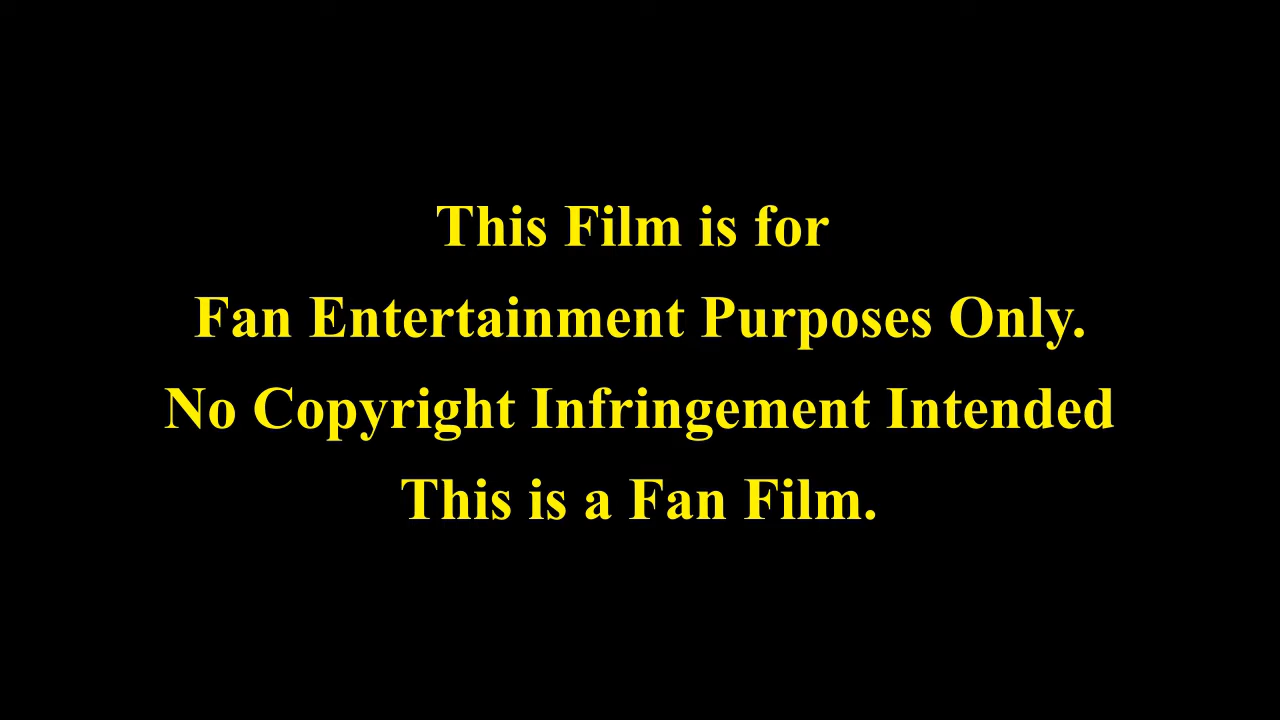 This Film is for
Fan Entertainment Purposes Only.
No Copyright Infringement Intended
This is a Fan Film.